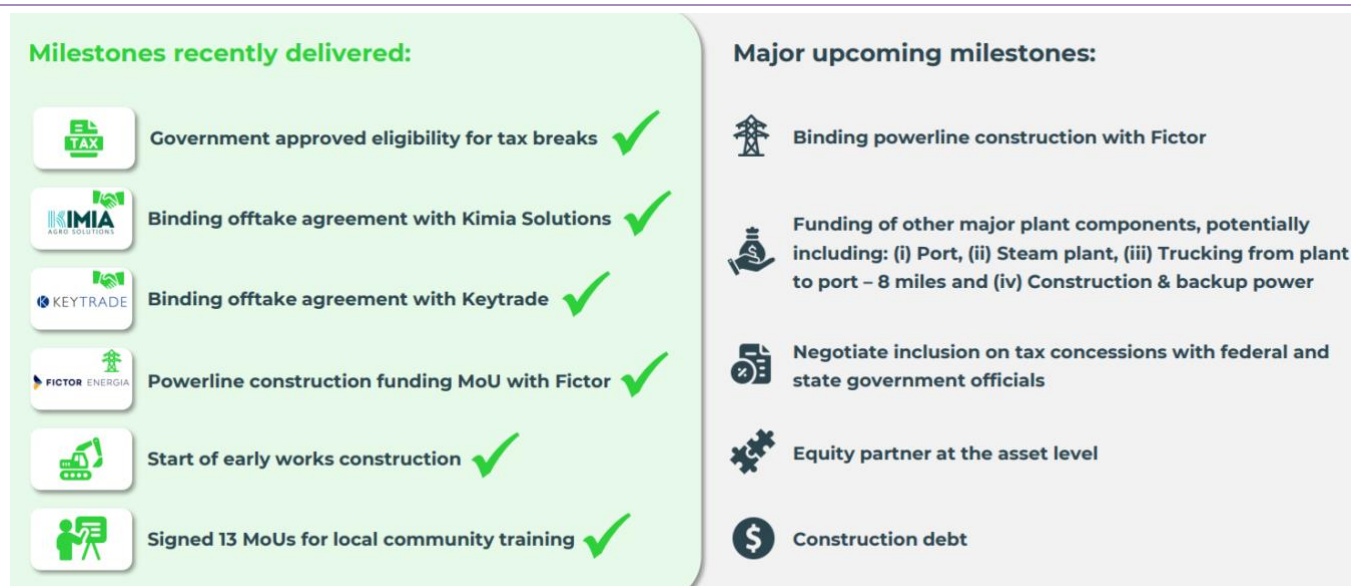 Milestones recently delivered:
TAX
Government approved eligibility for tax breaks
KIMIA
AGRO SOLUTIONS
Binding offtake agreement with Kimia Solutions
KEYTRADE
Binding offtake agreement with Keytrade
FICTOR ENERGIA
Powerline construction funding MoU with Fictor
Start of early works construction
Signed 13 MoUs for local community training
Major upcoming milestones:
Binding powerline construction with Fictor
Funding of other major plant components, potentially
including: (i) Port, (ii) Steam plant, (iii) Trucking from plant
to port – 8 miles and (iv) Construction & backup power
%
Negotiate inclusion on tax concessions with federal and
state government officials
Equity partner at the asset level
$
Construction debt